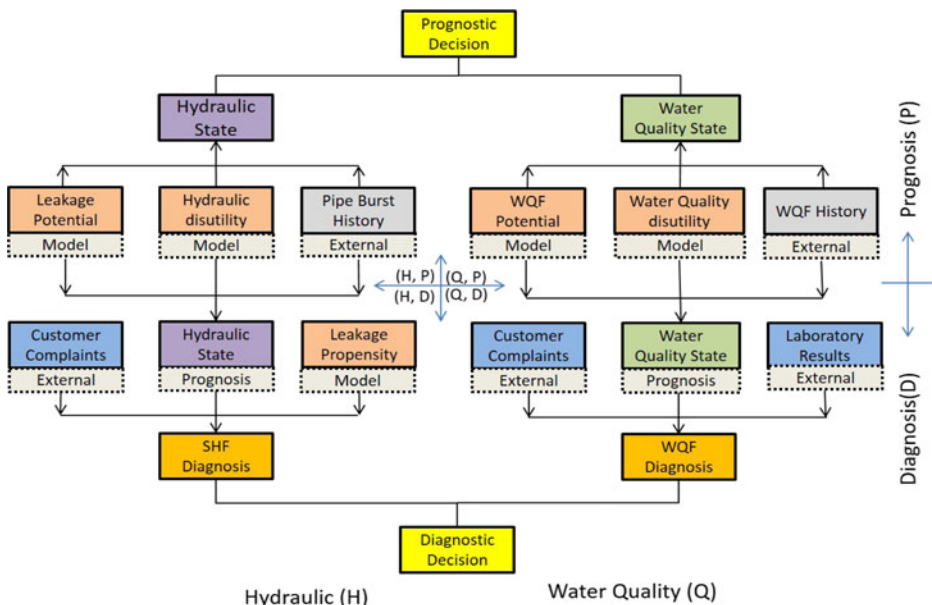 Prognostic
Decision
Hydraulic
State
Water
Quality State
Leakage
Potential
Model
Hydraulic
disutility
Model
Pipe Burst
History
External
WQF
Potential
Model
Water Quality
disutility
Model
WQF History
External
Prognosis (P)
(H, P)
(Q, P)
(H, D)
(Q, D)
Customer
Complaints
External
Hydraulic
State
Prognosis
Leakage
Propensity
Model
Customer
Complaints
External
Water
Quality State
Prognosis
Laboratory
Results
External
Diagnosis(D)
SHF
Diagnosis
WQF
Diagnosis
Diagnostic
Decision
Hydraulic (H)
Water Quality (Q)